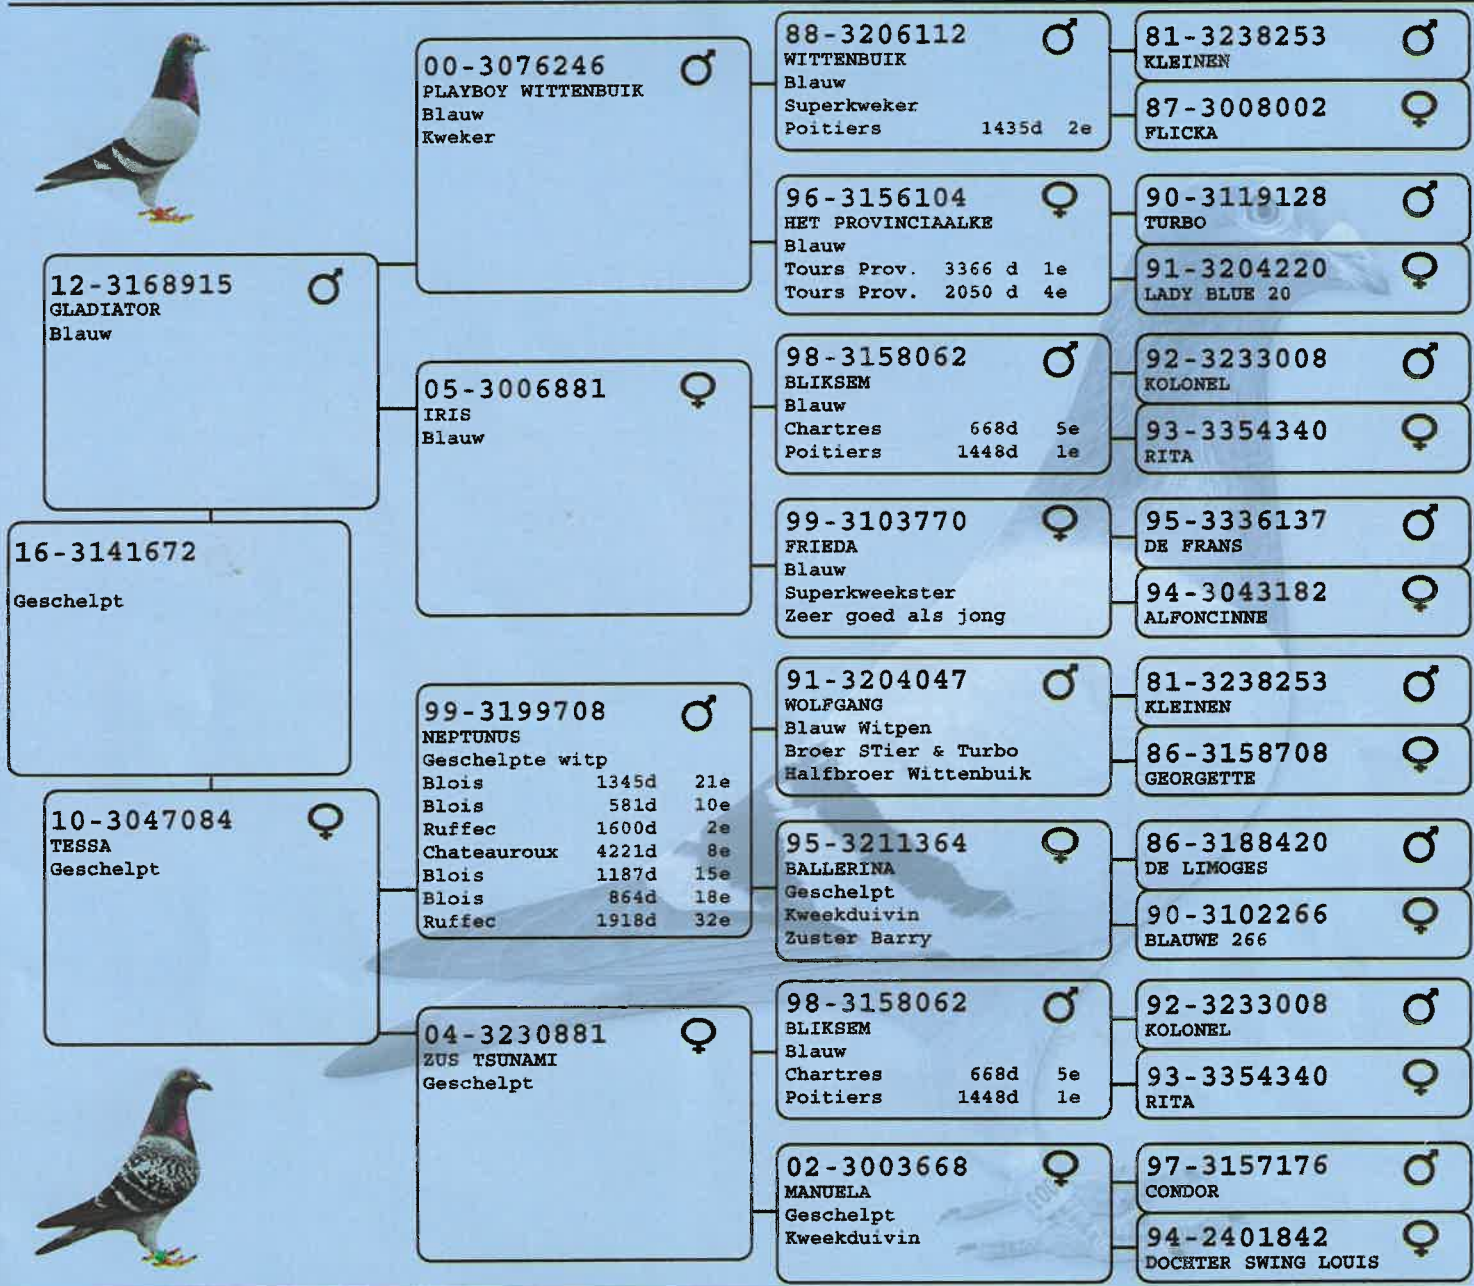 16-3141672
Geschelpt
12-3168915
GLADIATOR
Blauw
10-3047084
TESSA
Geschelpt
00-3076246
PLAYBOY WITTENBUIK
Blauw
Kweker
05-3006881
IRIS
Blauw
99-3199708
NEPTUNUS
Geschelpte witp
Blois 1345d 21e
Blois 581d 10e
Ruffec 1600d 2e
Chateauroux 4221d 8e
Blois 1187d 15e
Blois 864d 18e
Ruffec 1918d 32e
04-3230881
ZUS TSUNAMI
Geschelpt
88-3206112
WITTENBUIK
Blauw
Superkweker
Poitiers 1435d 2e
96-3156104
HET PROVINCIAALKE
Blauw
Tours Prov. 3366 d 1e
Tours Prov. 2050 d 4e
98-3158062
BLIKSEM
Blauw
Chartres 668d 5e
Poitiers 1448d 1e
99-3103770
FRIEDA
Blauw
Superkweekster
Zeer goed als jong
91-3204047
WOLFGANG
Blauw Witpen
Broer STier & Turbo
Halfbroer Wittenbuik
95-3211364
BALLERINA
Geschelpt
Kweekduivin
Zuster Barry
98-3158062
BLIKSEM
Blauw
Chartres 668d 5e
Poitiers 1448d 1e
02-3003668
MANUELA
Geschelpt
Kweekduivin
81-3238253
KLEINEN
87-3008002
FLICKA
90-3119128
TURBO
91-3204220
LADY BLUE 20
92-3233008
KOLONEL
93-3354340
RITA
95-3336137
DE FRANS
94-3043182
ALFONCINNE
81-3238253
KLEINEN
86-3158708
GEORGETTE
86-3188420
DE LIMOGES
90-3102266
BLAUWE 266
92-3233008
KOLONEL
93-3354340
RITA
97-3157176
CONDOR
94-2401842
DOCHTER SWING LOUIS